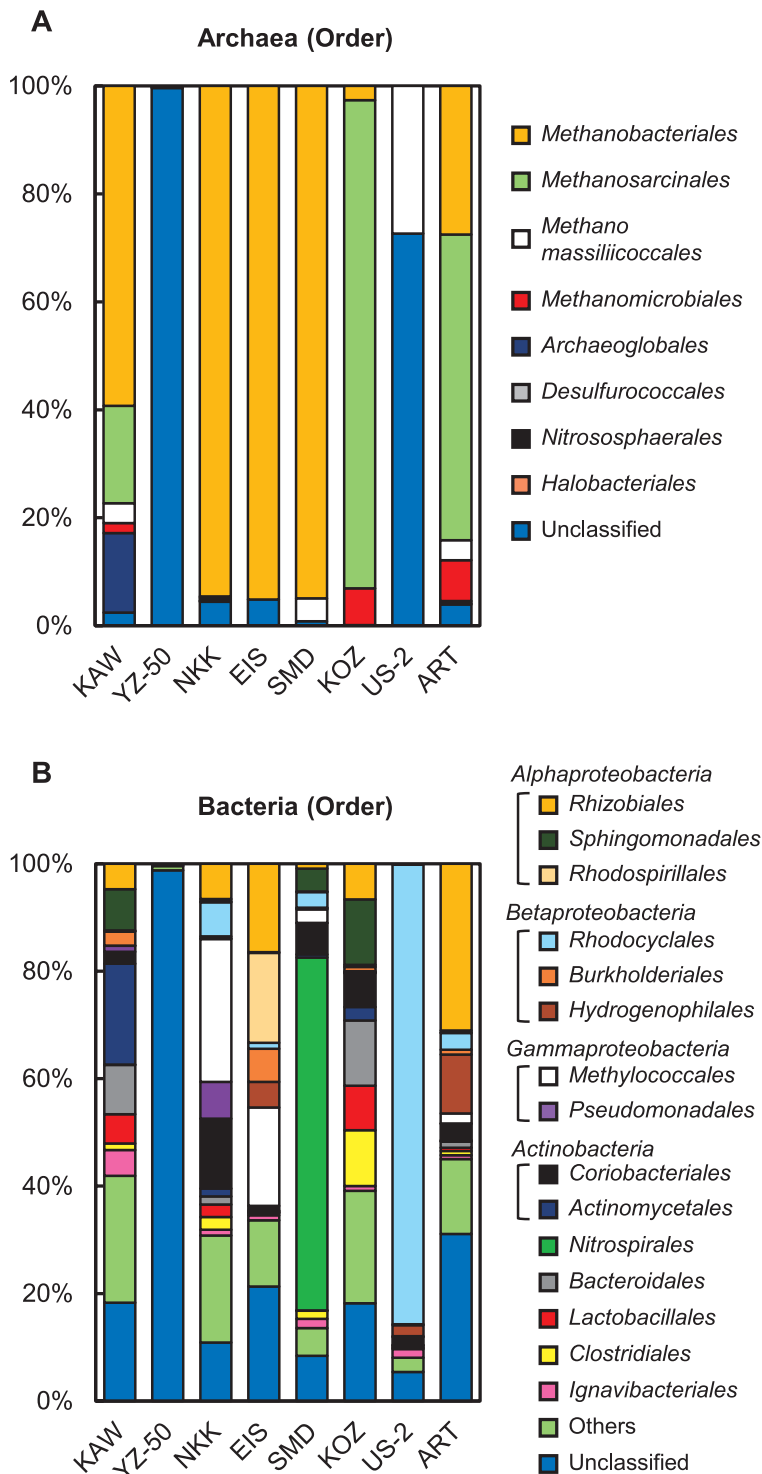 A
Archaea (Order)
100%
80%
60%
40%
20%
0%
KAW
YZ-50
NKK
EIS
SMD
KOZ
US-2
ART
Methanobacteriales
Methanosarcinales
Methano
massiliicoccales
Methanomicrobiales
Archaeoglobales
Desulfurococcales
Nitrososphaerales
Halobacteriales
Unclassified
B
Bacteria (Order)
100%
80%
60%
40%
20%
0%
KAW
YZ-50
NKK
EIS
SMD
KOZ
US-2
ART
Alphaproteobacteria
Rhizobiales
Sphingomonadales
Rhodospirillales
Betaproteobacteria
Rhodocyclales
Burkholderiales
Hydrogenophilales
Gammaproteobacteria
Methylococcales
Pseudomonadales
Actinobacteria
Coriobacteriales
Actinomycetales
Nitrospirales
Bacteroidales
Lactobacillales
Clostridiales
Ignavibacteriales
Others
Unclassified